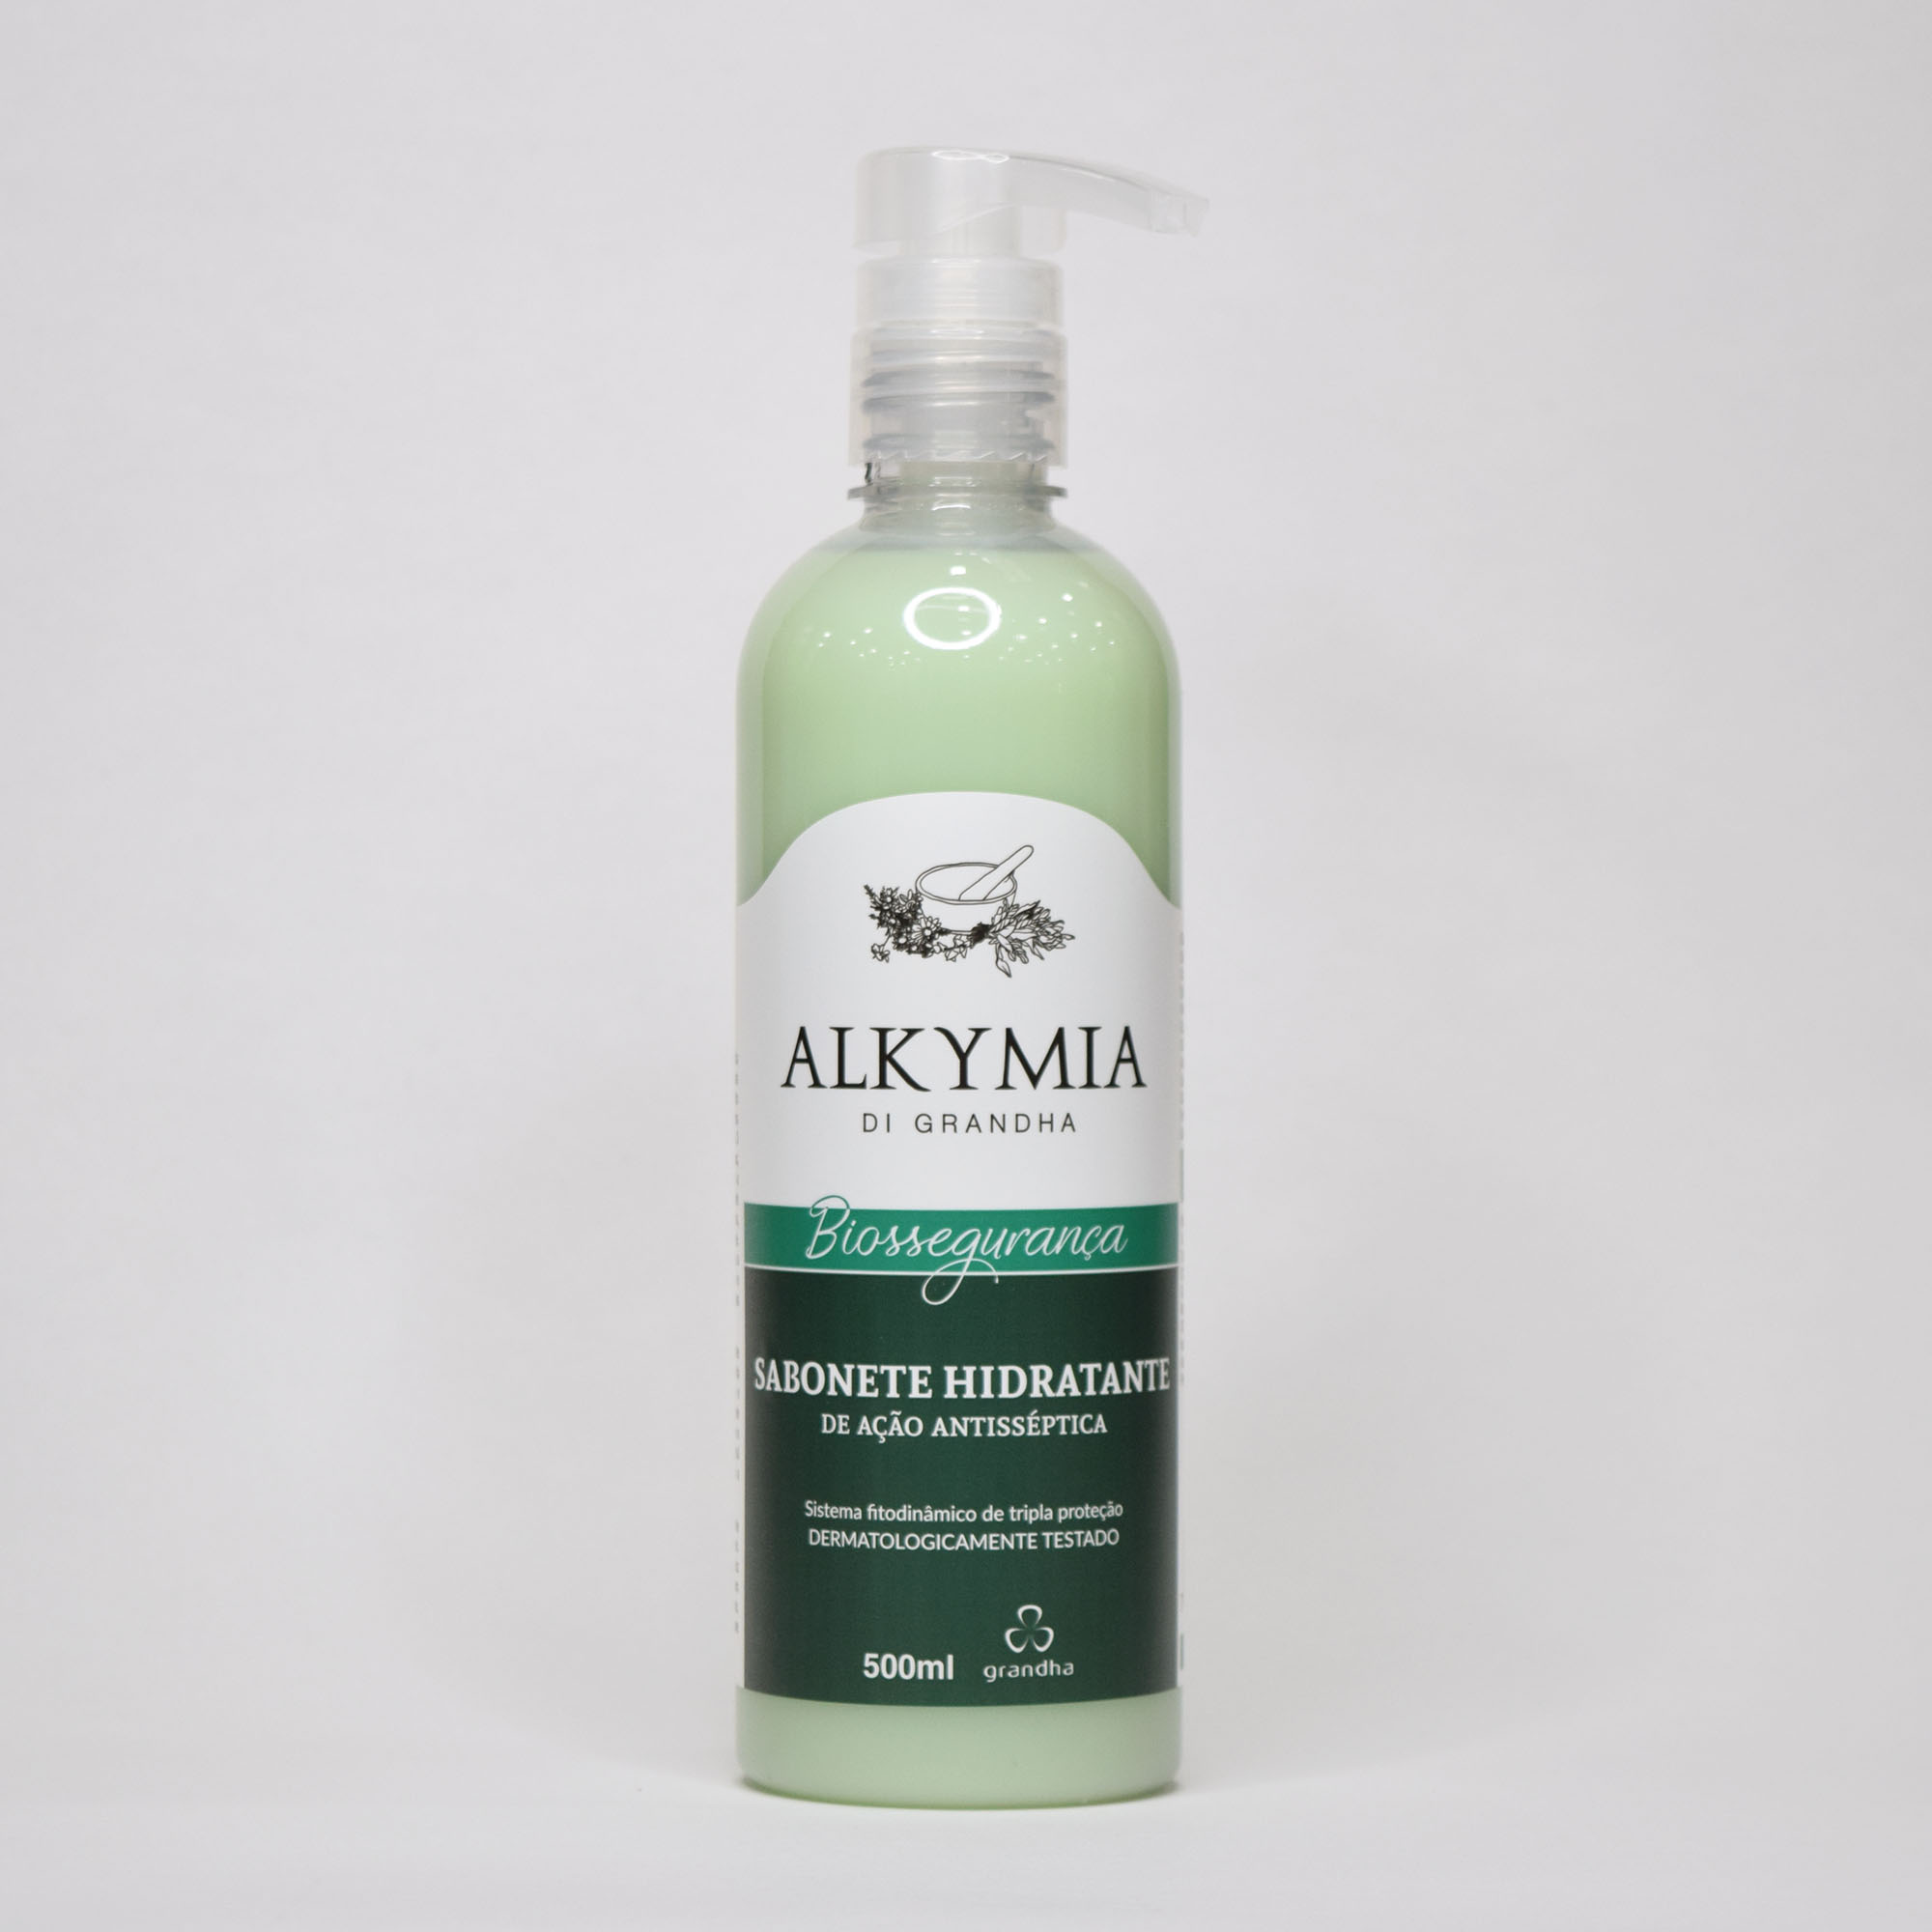 ALKYMIA
DI GRANDHA
Biossegurança
SABONETE HIDRATANTE
DE AÇÃO ANTISSÉPTICA
Sistema fitodinâmico de tripla proteção
DERMATOLOGICAMENTE TESTADO
500ml
grandha